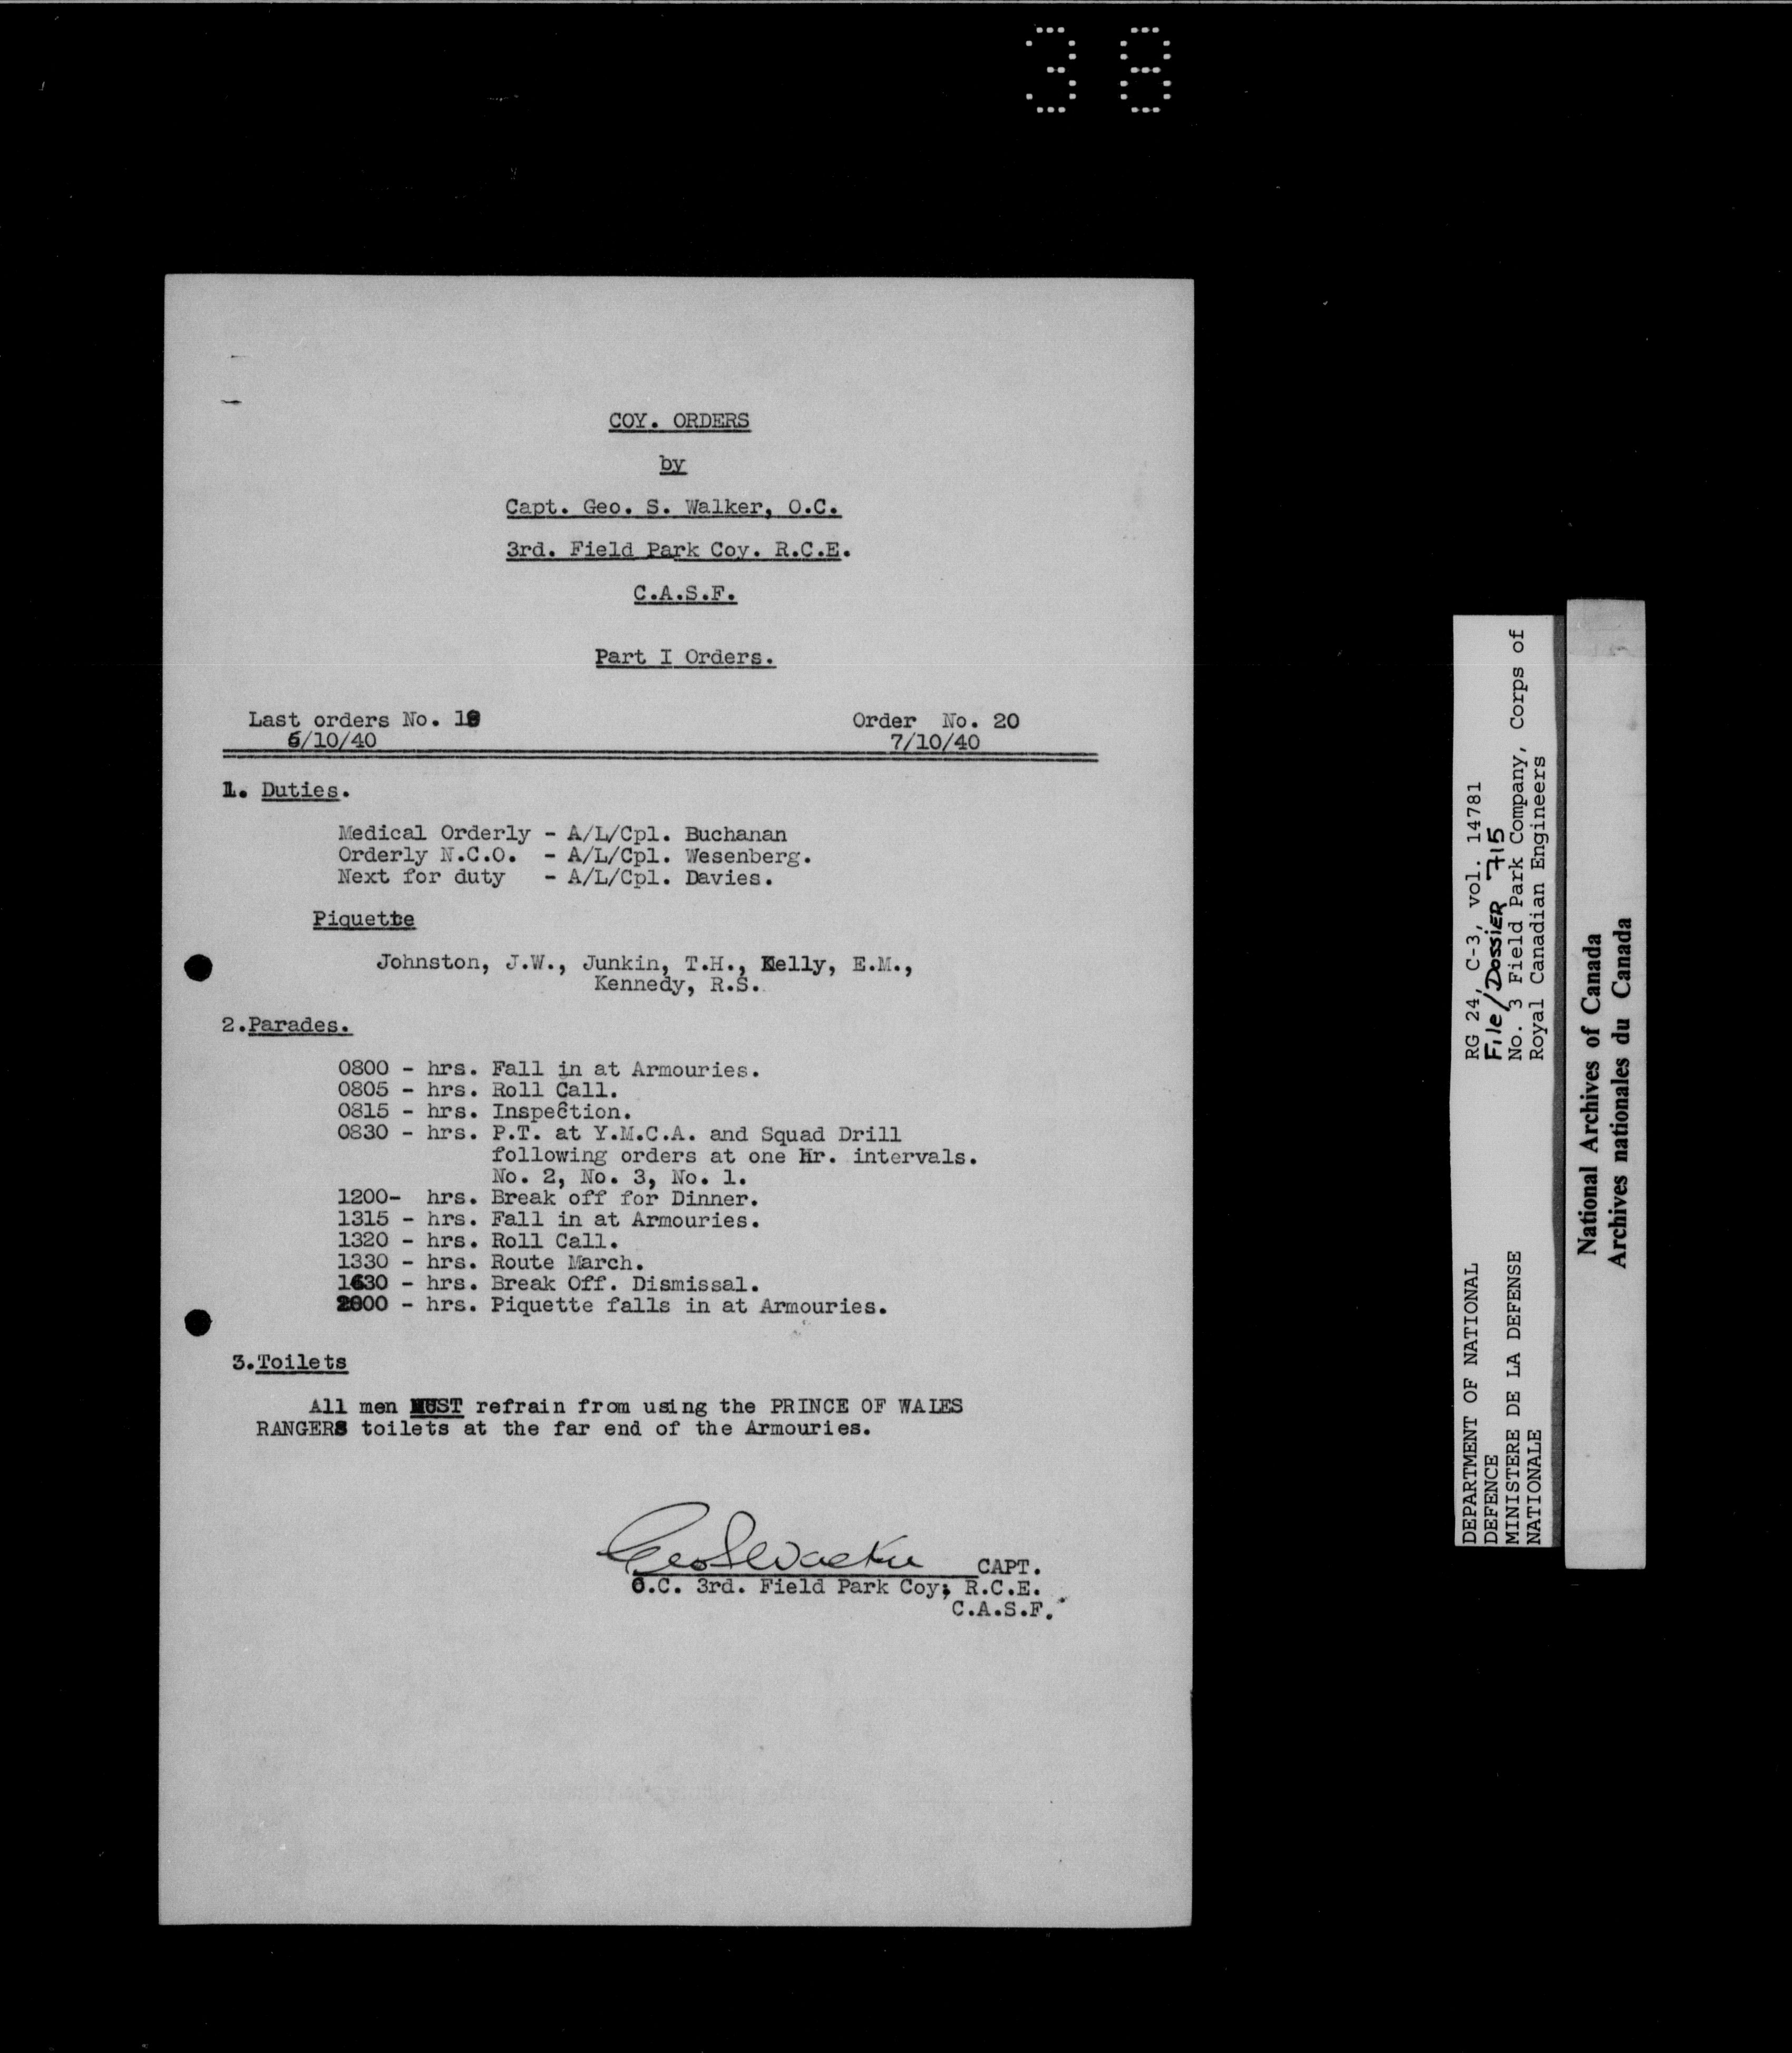 38
COY. ORDERS
by
Capt. Geo. S. Walker, O.C.
3rd. Field Park Coy. R.C.E.
C.A.S.F.
Part I Orders.
Last orders No. 19 Order No. 20
6/10/40 7/10/40
1. Duties.
Medical Orderly - A/L/Cpl. Buchanan
Orderly N.C.O. - A/L/Cpl. Wesenberg.
Next for duty - A/L/Cpl. Davies.
Piquette
Johnston, J.W., Junkin, T.H., Kelly, E.M.,
Kennedy, R.S.
2.Parades.
0800 - hrs. Fall in at Armouries.
0805 - hrs. Roll Call.
0815 - hrs. Inspection.
0830 - hrs. P.T. at Y.M.C.A. and Squad Drill
following orders at one Hr. intervals.
No. 2, No. 3, No. 1.
1200- hrs. Break off for Dinner.
1315 - hrs. Fall in at Armouries.
1320 - hrs. Roll Call.
1330 - hrs. Route March.
1630 - hrs. Break Off. Dismissal.
2000 - hrs. Piquette falls in at Armouries.
3.Toilets
All men MUST refrain from using the PRINCE OF WALES
RANGERS toilets at the far end of the Armouries.
Geo S Walker CAPT.
O.C. 3rd. Field Park Coy; R.C.E.
C.A.S.F.
DEPARTMENT OF NATIONAL
DEFENCE
MINISTERE DE LA DEFENSE
NATIONALE
RG 24, C-3, vol. 14781
File/DOSSIER 715
No. 3 Field Park Company, Corps of
Royal Canadian Engineers
National Archives of Canada
Archives nationales du Canada